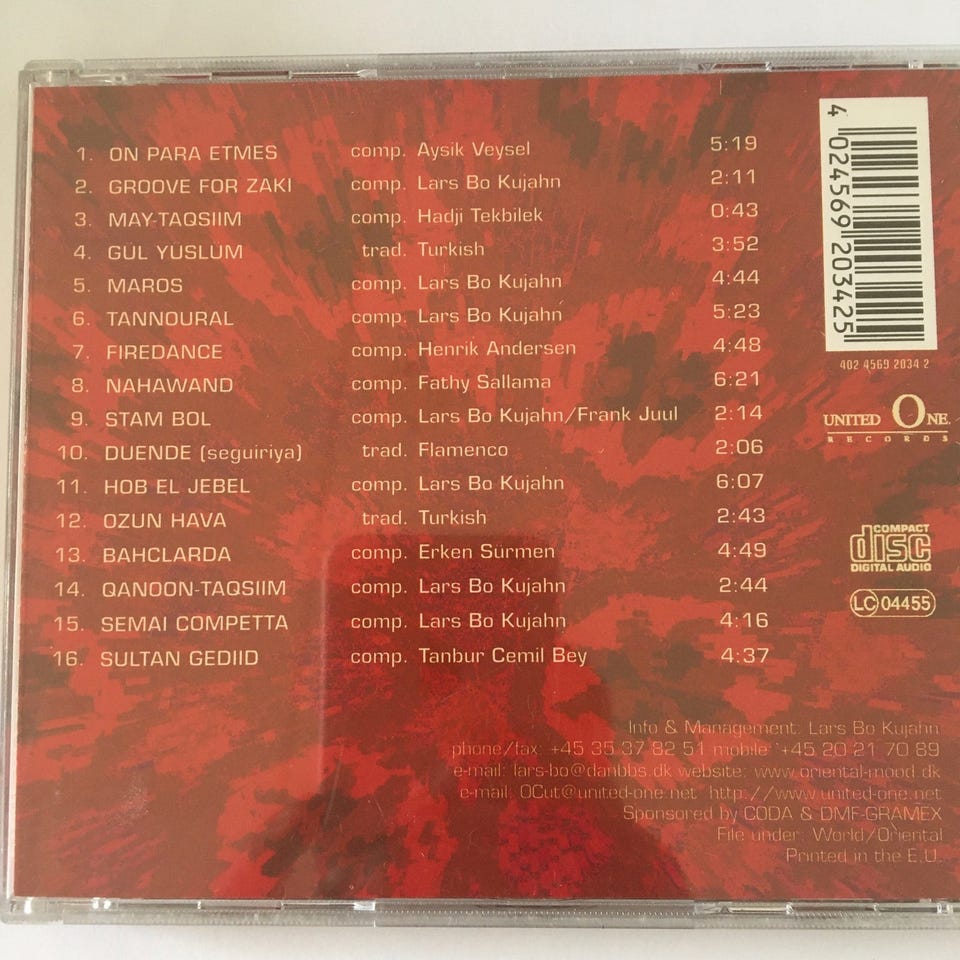 1. ON PARA ETMES comp. Aysik Veysel 5:19
2. GROOVE FOR ZAKI comp. Lars Bo Kujahn 2:11
3. MAY-TAQSIIM comp. Hadji Tekbilek 0:43
4. GÜL YÜSLÜM trad. Turkish 3:52
5. MAROS comp. Lars Bo Kujahn 4:44
6. TANNOURAL comp. Lars Bo Kujahn 5:23
7. FIREDANCE comp. Henrik Andersen 4:48
8. NAHAWAND comp. Fathy Sallama 6:21
9. STAM BOL comp. Lars Bo Kujahn/Frank Juul 2:14
10. DUENDE (seguiriya) trad. Flamenco 2:06
11. HOB EL JEBEL comp. Lars Bo Kujahn 6:07
12. OZUN HAVA trad. Turkish 2:43
13. BAHCLARDA comp. Erken Sürmen 4:49
14. QANOON-TAQSIIM comp. Lars Bo Kujahn 2:44
15. SEMAI COMPETTA comp. Lars Bo Kujahn 4:16
16. SULTAN GEDIID comp. Tanbur Cemil Bey 4:37
4 024569 203425
402 4569 2034 2
UNITED ONE
RECORDS
COMPACT
disc
DIGITAL AUDIO
LC 04455
Info & Management: Lars Bo Kujahn
phone/fax: +45 35 37 82 51 mobile: +45 20 21 70 89
e-mail: lars-bo@danbbs.dk website: www.oriental-mood.dk
e-mail: OCut@united-one.net http://www.united-one.net
Sponsored by CODA & DMF-GRAMEX
File under: World/Oriental
Printed in the E.U.